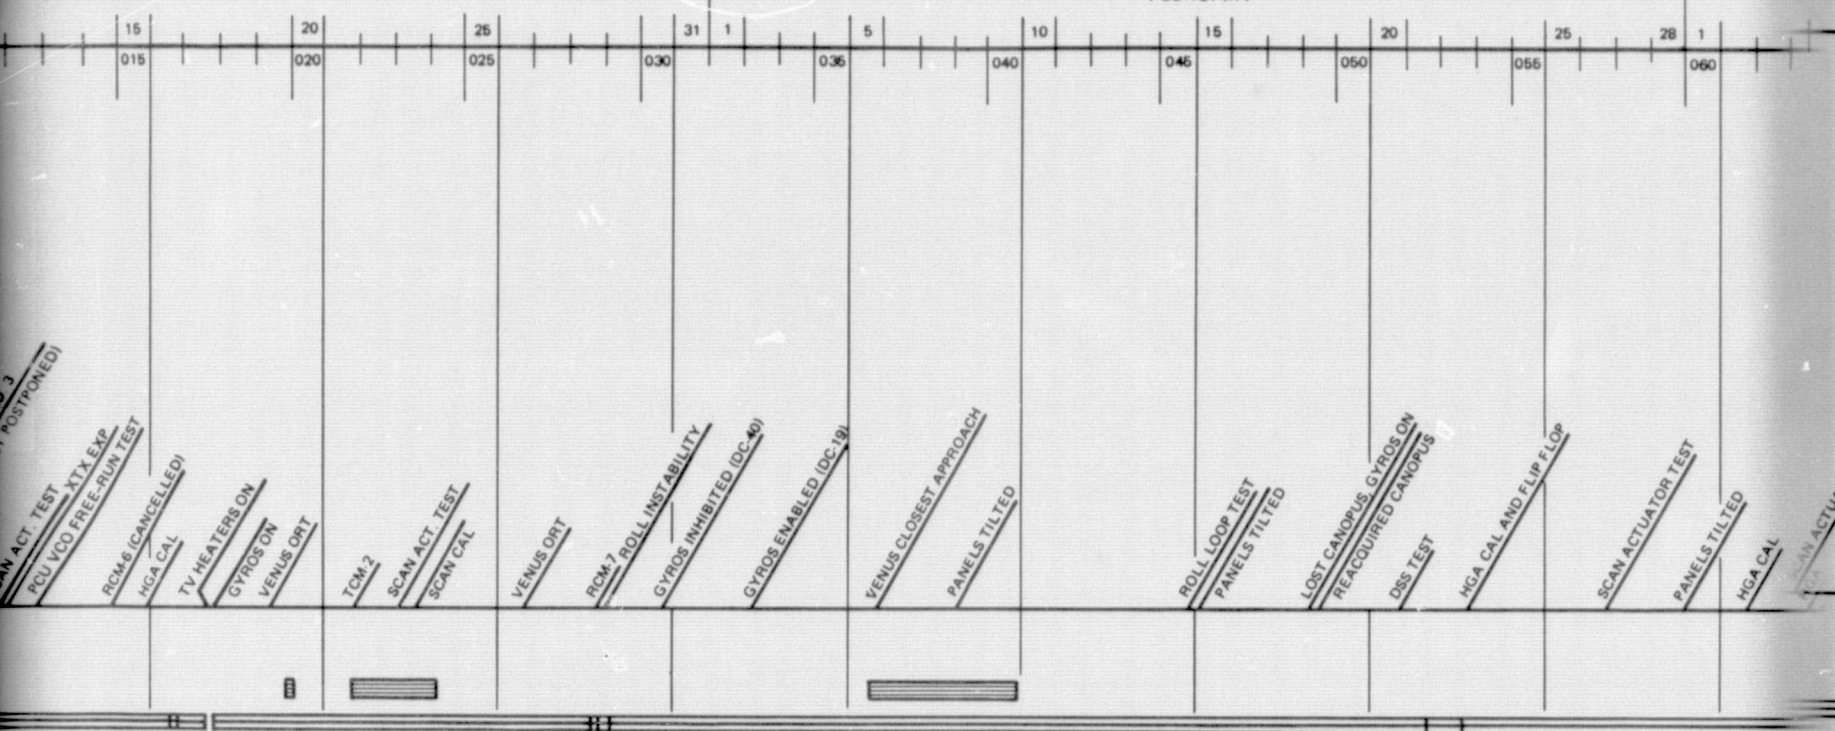 15 20 25 31 1 5 10 15 20 25 28 1
015 020 025 030 035 040 045 050 055 060
3
POSTPONED)
ACT. TEST
XTX EXP
PCU VCO FREE-RUN TEST
RCM-6 (CANCELLED)
HGA CAL
TV HEATERS ON
GYROS ON
VENUS ORT
TCM-2
SCAN ACT. TEST
SCAN CAL
VENUS ORT
RCM-7
ROLL INSTABILITY
GYROS INHIBITED (DC-40)
GYROS ENABLED (DC-19)
VENUS CLOSEST APPROACH
PANELS TILTED
ROLL LOOP TEST
PANELS TILTED
LOST CANOPUS, GYROS ON
REACQUIRED CANOPUS
DSS TEST
HGA CAL AND FLIP FLOP
SCAN ACTUATOR TEST
PANELS TILTED
HGA CAL
SCAN